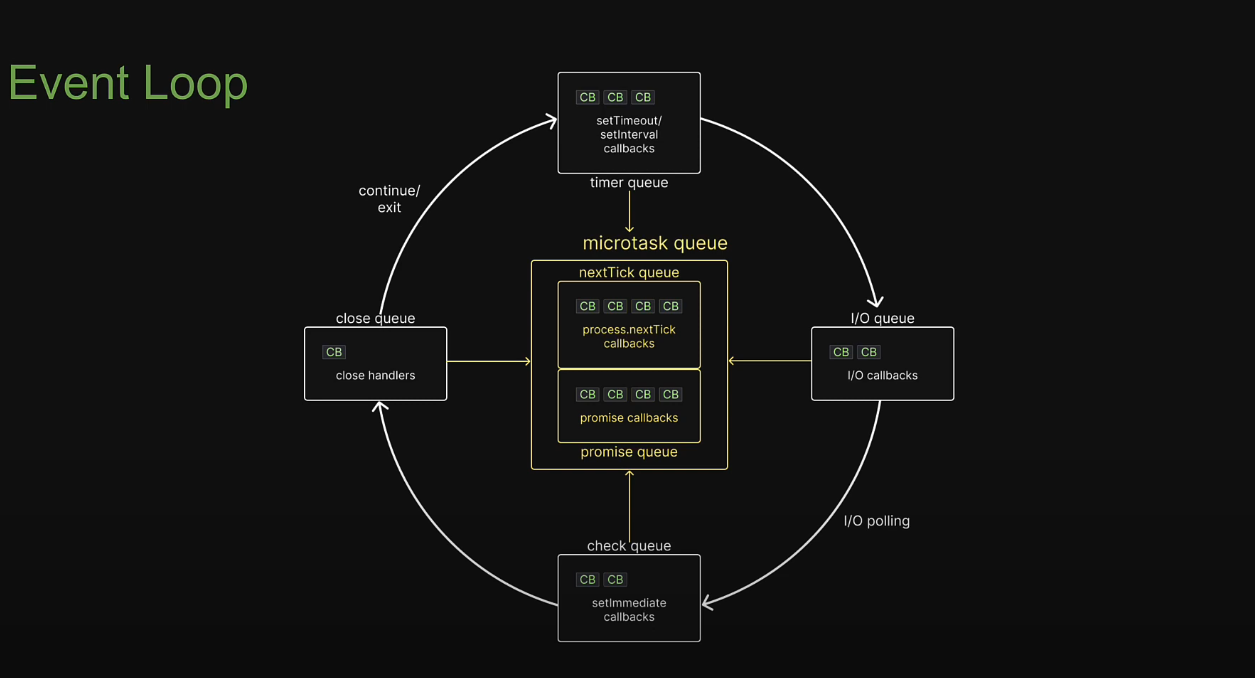 Event Loop
CB CB CB
setTimeout/
setInterval
callbacks
timer queue
continue/
exit
microtask queue
nextTick queue
CB CB CB CB
process.nextTick
callbacks
CB CB CB CB
promise callbacks
promise queue
close queue
CB
close handlers
I/O queue
CB CB
I/O callbacks
I/O polling
check queue
CB CB
setImmediate
callbacks